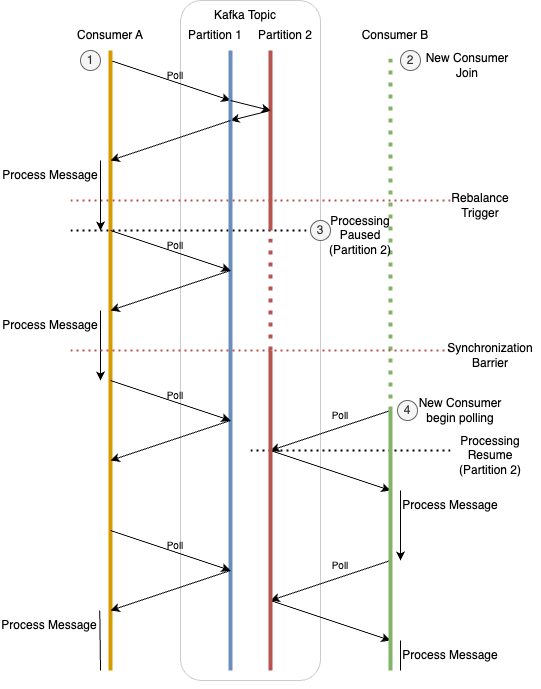 Kafka Topic
Consumer A
Partition 1
Partition 2
Consumer B
1
2
New Consumer
Join
Poll
Process Message
Rebalance
Trigger
3
Processing
Paused
(Partition 2)
Poll
Process Message
Synchronization
Barrier
Poll
Poll
4
New Consumer
begin polling
Processing
Resume
(Partition 2)
Process Message
Poll
Poll
Process Message
Process Message